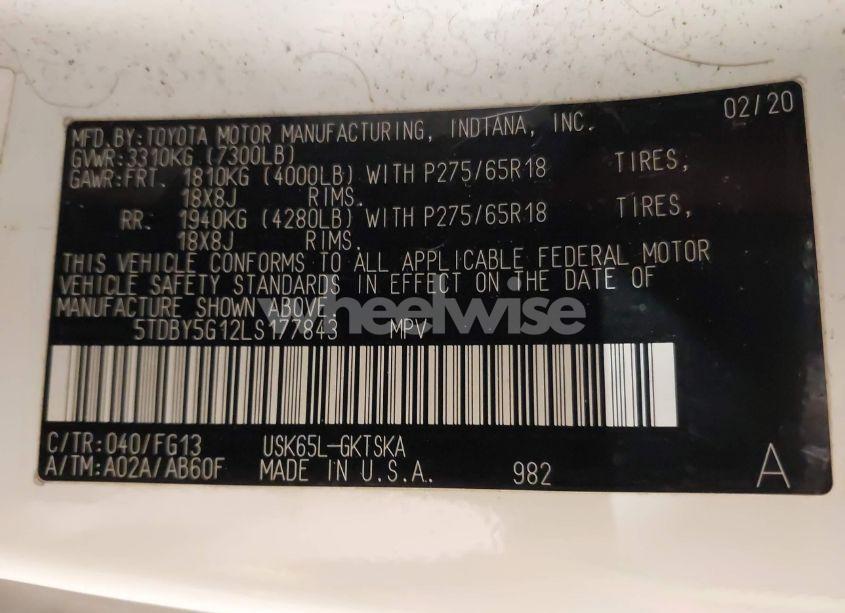 02/20
MFD.BY:TOYOTA MOTOR MANUFACTURING, INDIANA, INC.
GVWR:3310KG (7300LB)
GAWR:FRT. 1810KG (4000LB) WITH P275/65R18 TIRES,
18X8J RIMS.
RR. 1940KG (4280LB) WITH P275/65R18 TIRES,
18X8J RIMS.
THIS VEHICLE CONFORMS TO ALL APPLICABLE FEDERAL MOTOR
VEHICLE SAFETY STANDARDS IN EFFECT ON THE DATE OF
MANUFACTURE SHOWN ABOVE.
wheelwise
5TDBY5G12LS177843 MPV
C/TR:040/FG13 USK65L-GKTSKA
A/TM:A02A/AB60F MADE IN U.S.A. 982 A